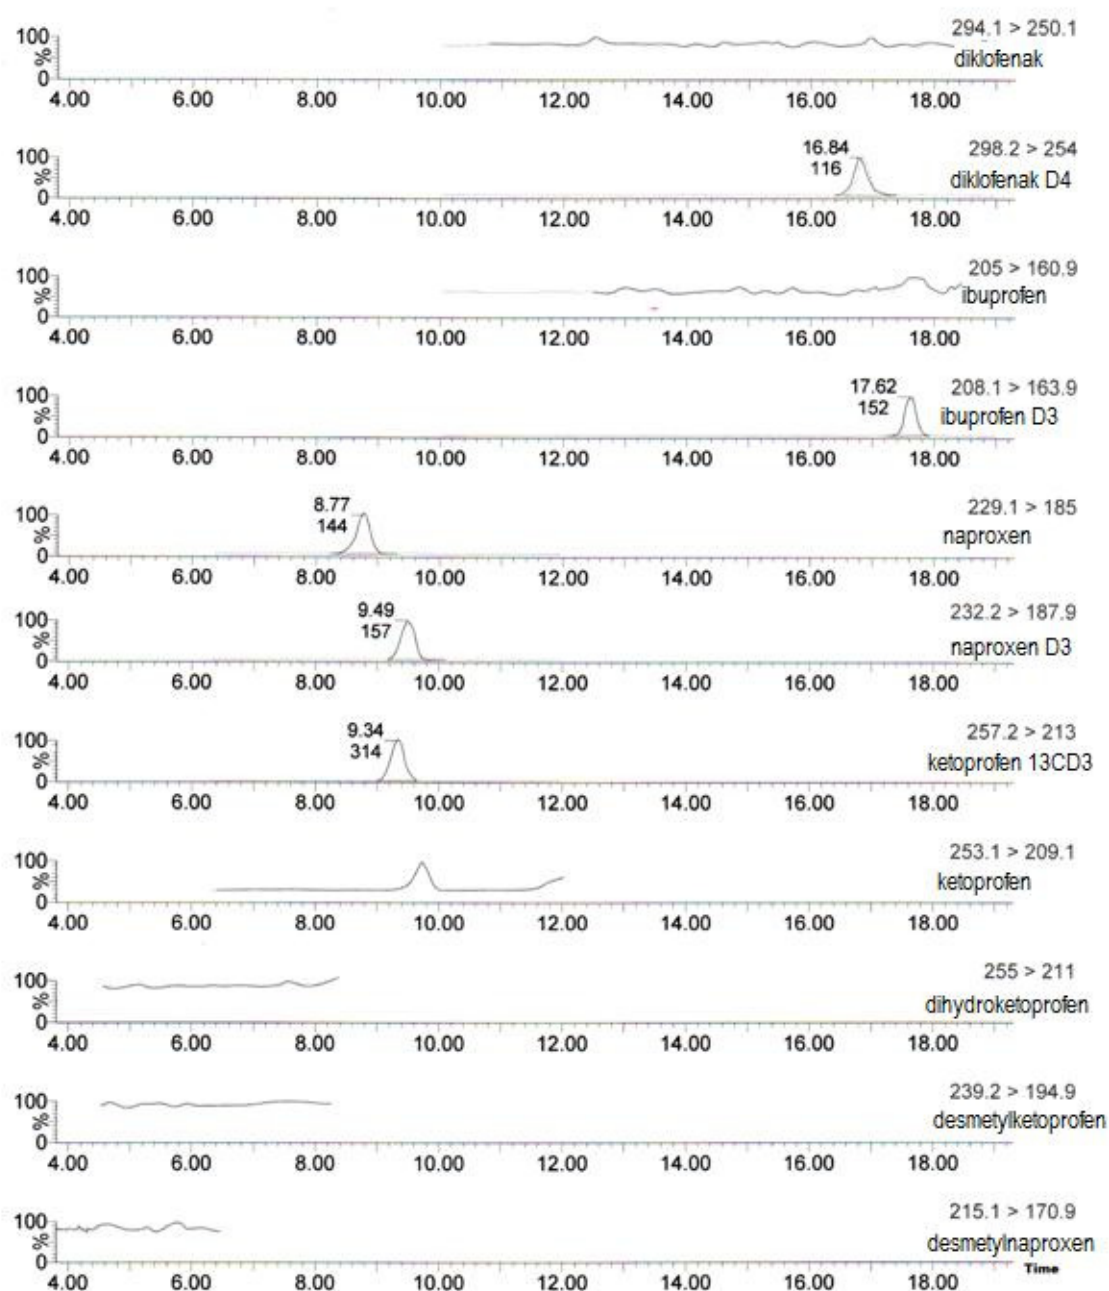 294.1 > 250.1
diklofenak
100
%
0
4.00 6.00 8.00 10.00 12.00 14.00 16.00 18.00
16.84
116
298.2 > 254
diklofenak D4
100
%
0
4.00 6.00 8.00 10.00 12.00 14.00 16.00 18.00
205 > 160.9
ibuprofen
100
%
0
4.00 6.00 8.00 10.00 12.00 14.00 16.00 18.00
17.62
152
208.1 > 163.9
ibuprofen D3
100
%
0
4.00 6.00 8.00 10.00 12.00 14.00 16.00 18.00
8.77
144
229.1 > 185
naproxen
100
%
0
4.00 6.00 8.00 10.00 12.00 14.00 16.00 18.00
9.49
157
232.2 > 187.9
naproxen D3
100
%
0
4.00 6.00 8.00 10.00 12.00 14.00 16.00 18.00
9.34
314
257.2 > 213
ketoprofen 13CD3
100
%
0
4.00 6.00 8.00 10.00 12.00 14.00 16.00 18.00
253.1 > 209.1
ketoprofen
100
%
0
4.00 6.00 8.00 10.00 12.00 14.00 16.00 18.00
255 > 211
dihydroketoprofen
100
%
0
4.00 6.00 8.00 10.00 12.00 14.00 16.00 18.00
239.2 > 194.9
desmetylketoprofen
100
%
0
4.00 6.00 8.00 10.00 12.00 14.00 16.00 18.00
215.1 > 170.9
desmetylnaproxen
100
%
0
Time
4.00 6.00 8.00 10.00 12.00 14.00 16.00 18.00